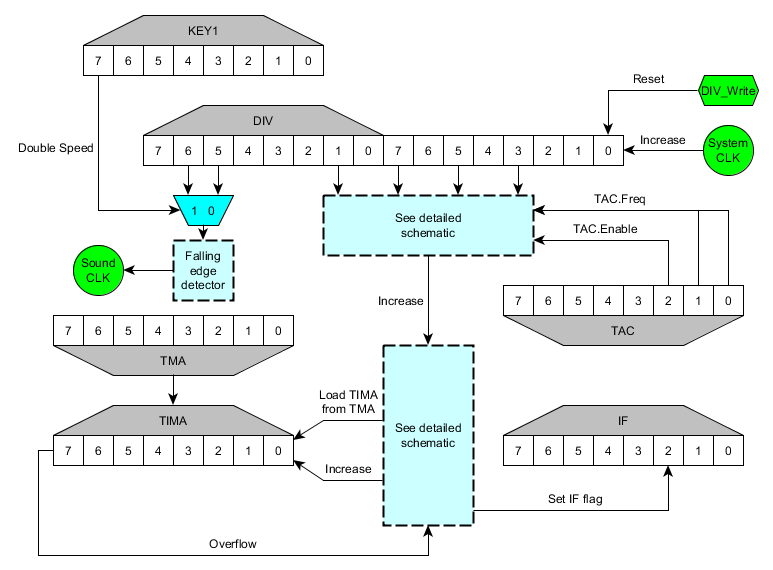 KEY1
7 6 5 4 3 2 1 0
Reset
DIV_Write
DIV
Double Speed
7 6 5 4 3 2 1 0 7 6 5 4 3 2 1 0
Increase
System
CLK
1 0
See detailed
schematic
TAC.Freq
TAC.Enable
Sound
CLK
Falling
edge
detector
Increase
7 6 5 4 3 2 1 0
TAC
7 6 5 4 3 2 1 0
TMA
Load TIMA
from TMA
See detailed
schematic
TIMA
7 6 5 4 3 2 1 0
Increase
IF
7 6 5 4 3 2 1 0
Set IF flag
Overflow